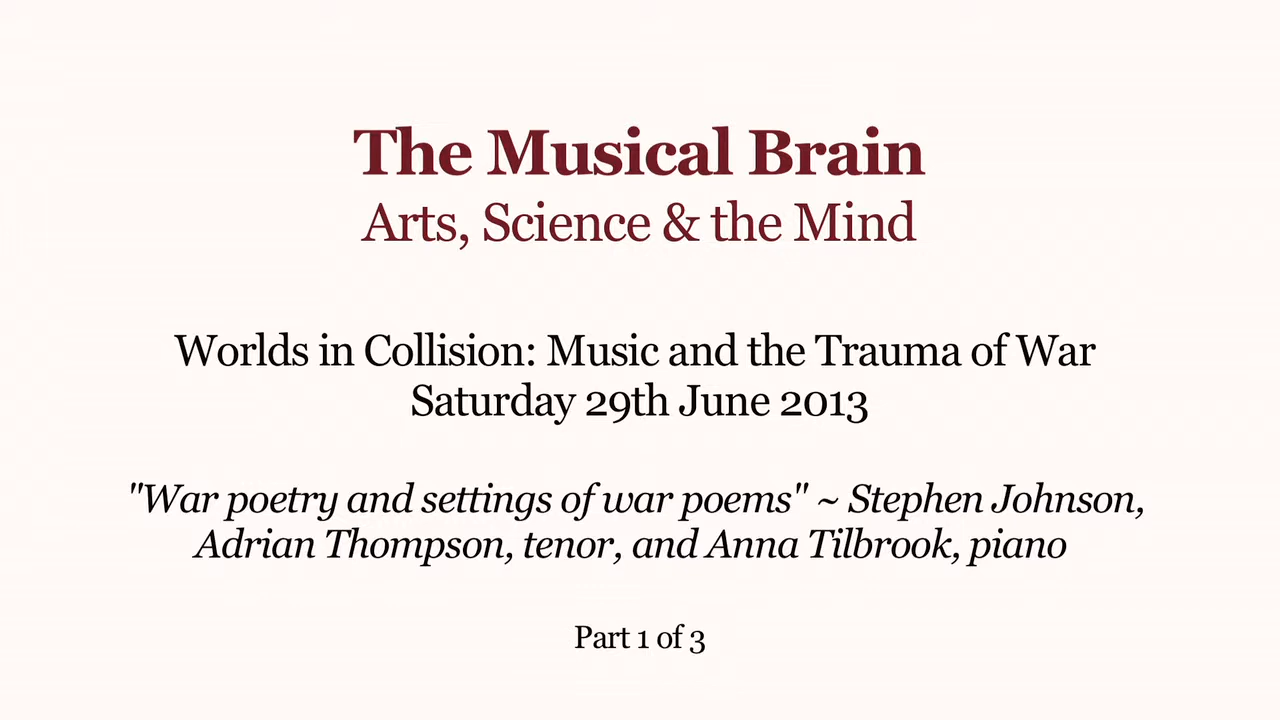 The Musical Brain
Arts, Science & the Mind
Worlds in Collision: Music and the Trauma of War
Saturday 29th June 2013
"War poetry and settings of war poems" ~ Stephen Johnson,
Adrian Thompson, tenor, and Anna Tilbrook, piano
Part 1 of 3